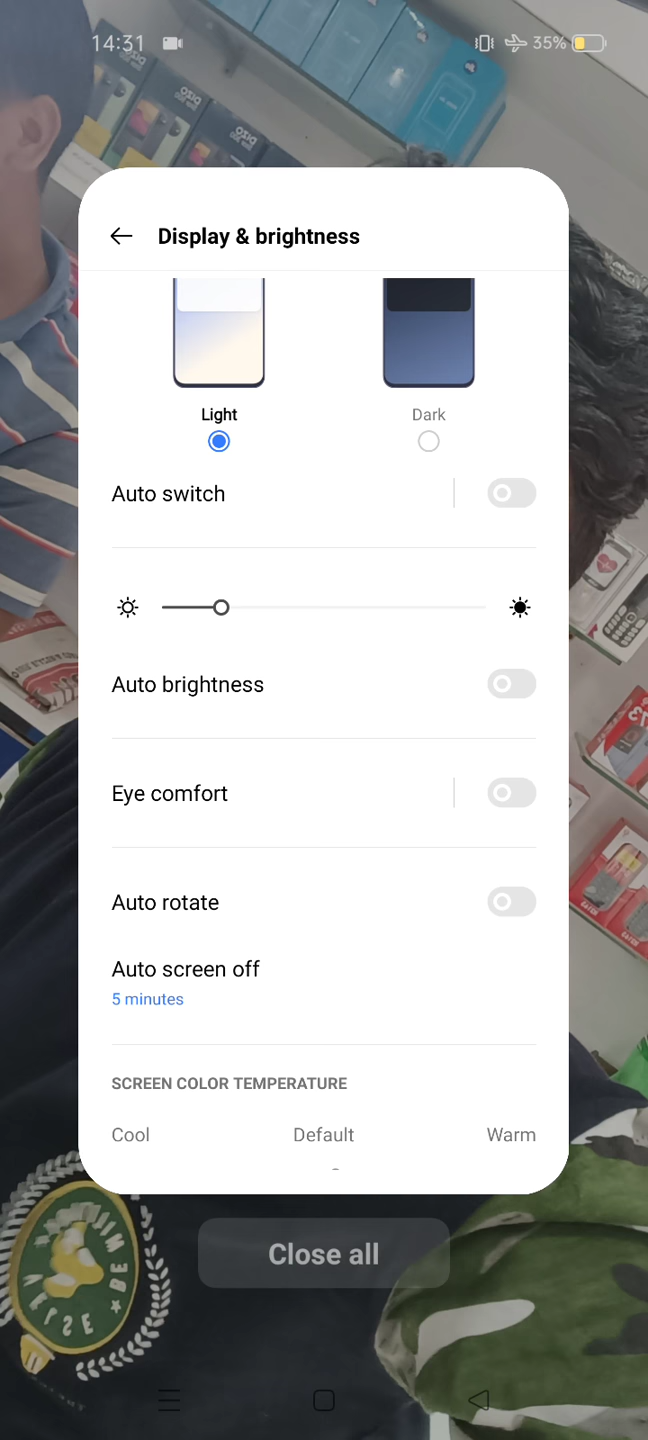 14:31
35%
Display & brightness
Light
Dark
Auto switch
Auto brightness
Eye comfort
Auto rotate
Auto screen off
5 minutes
SCREEN COLOR TEMPERATURE
Cool
Default
Warm
Close all